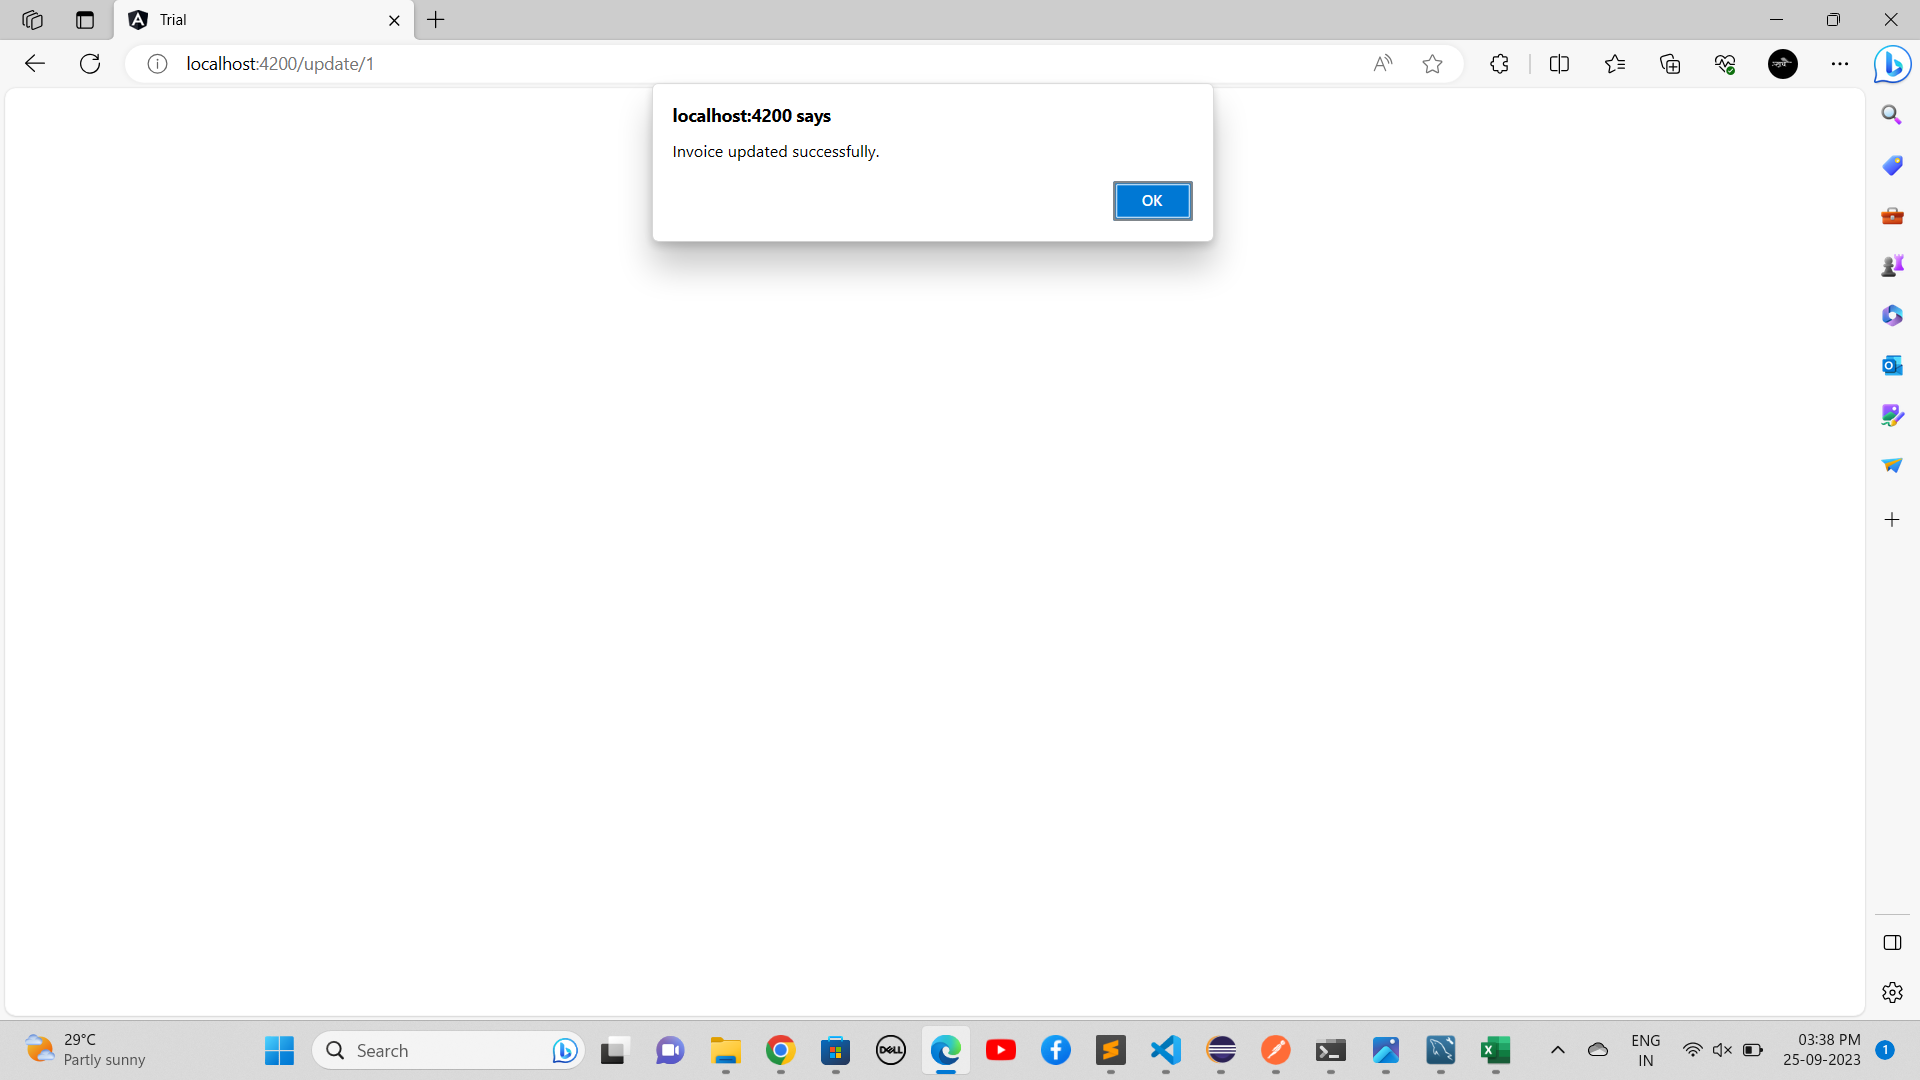 Trial
localhost:4200/update/1
localhost:4200 says
Invoice updated successfully.
OK
29°C
Partly sunny
Search
DELL
ENG
IN
03:38 PM
25-09-2023
1